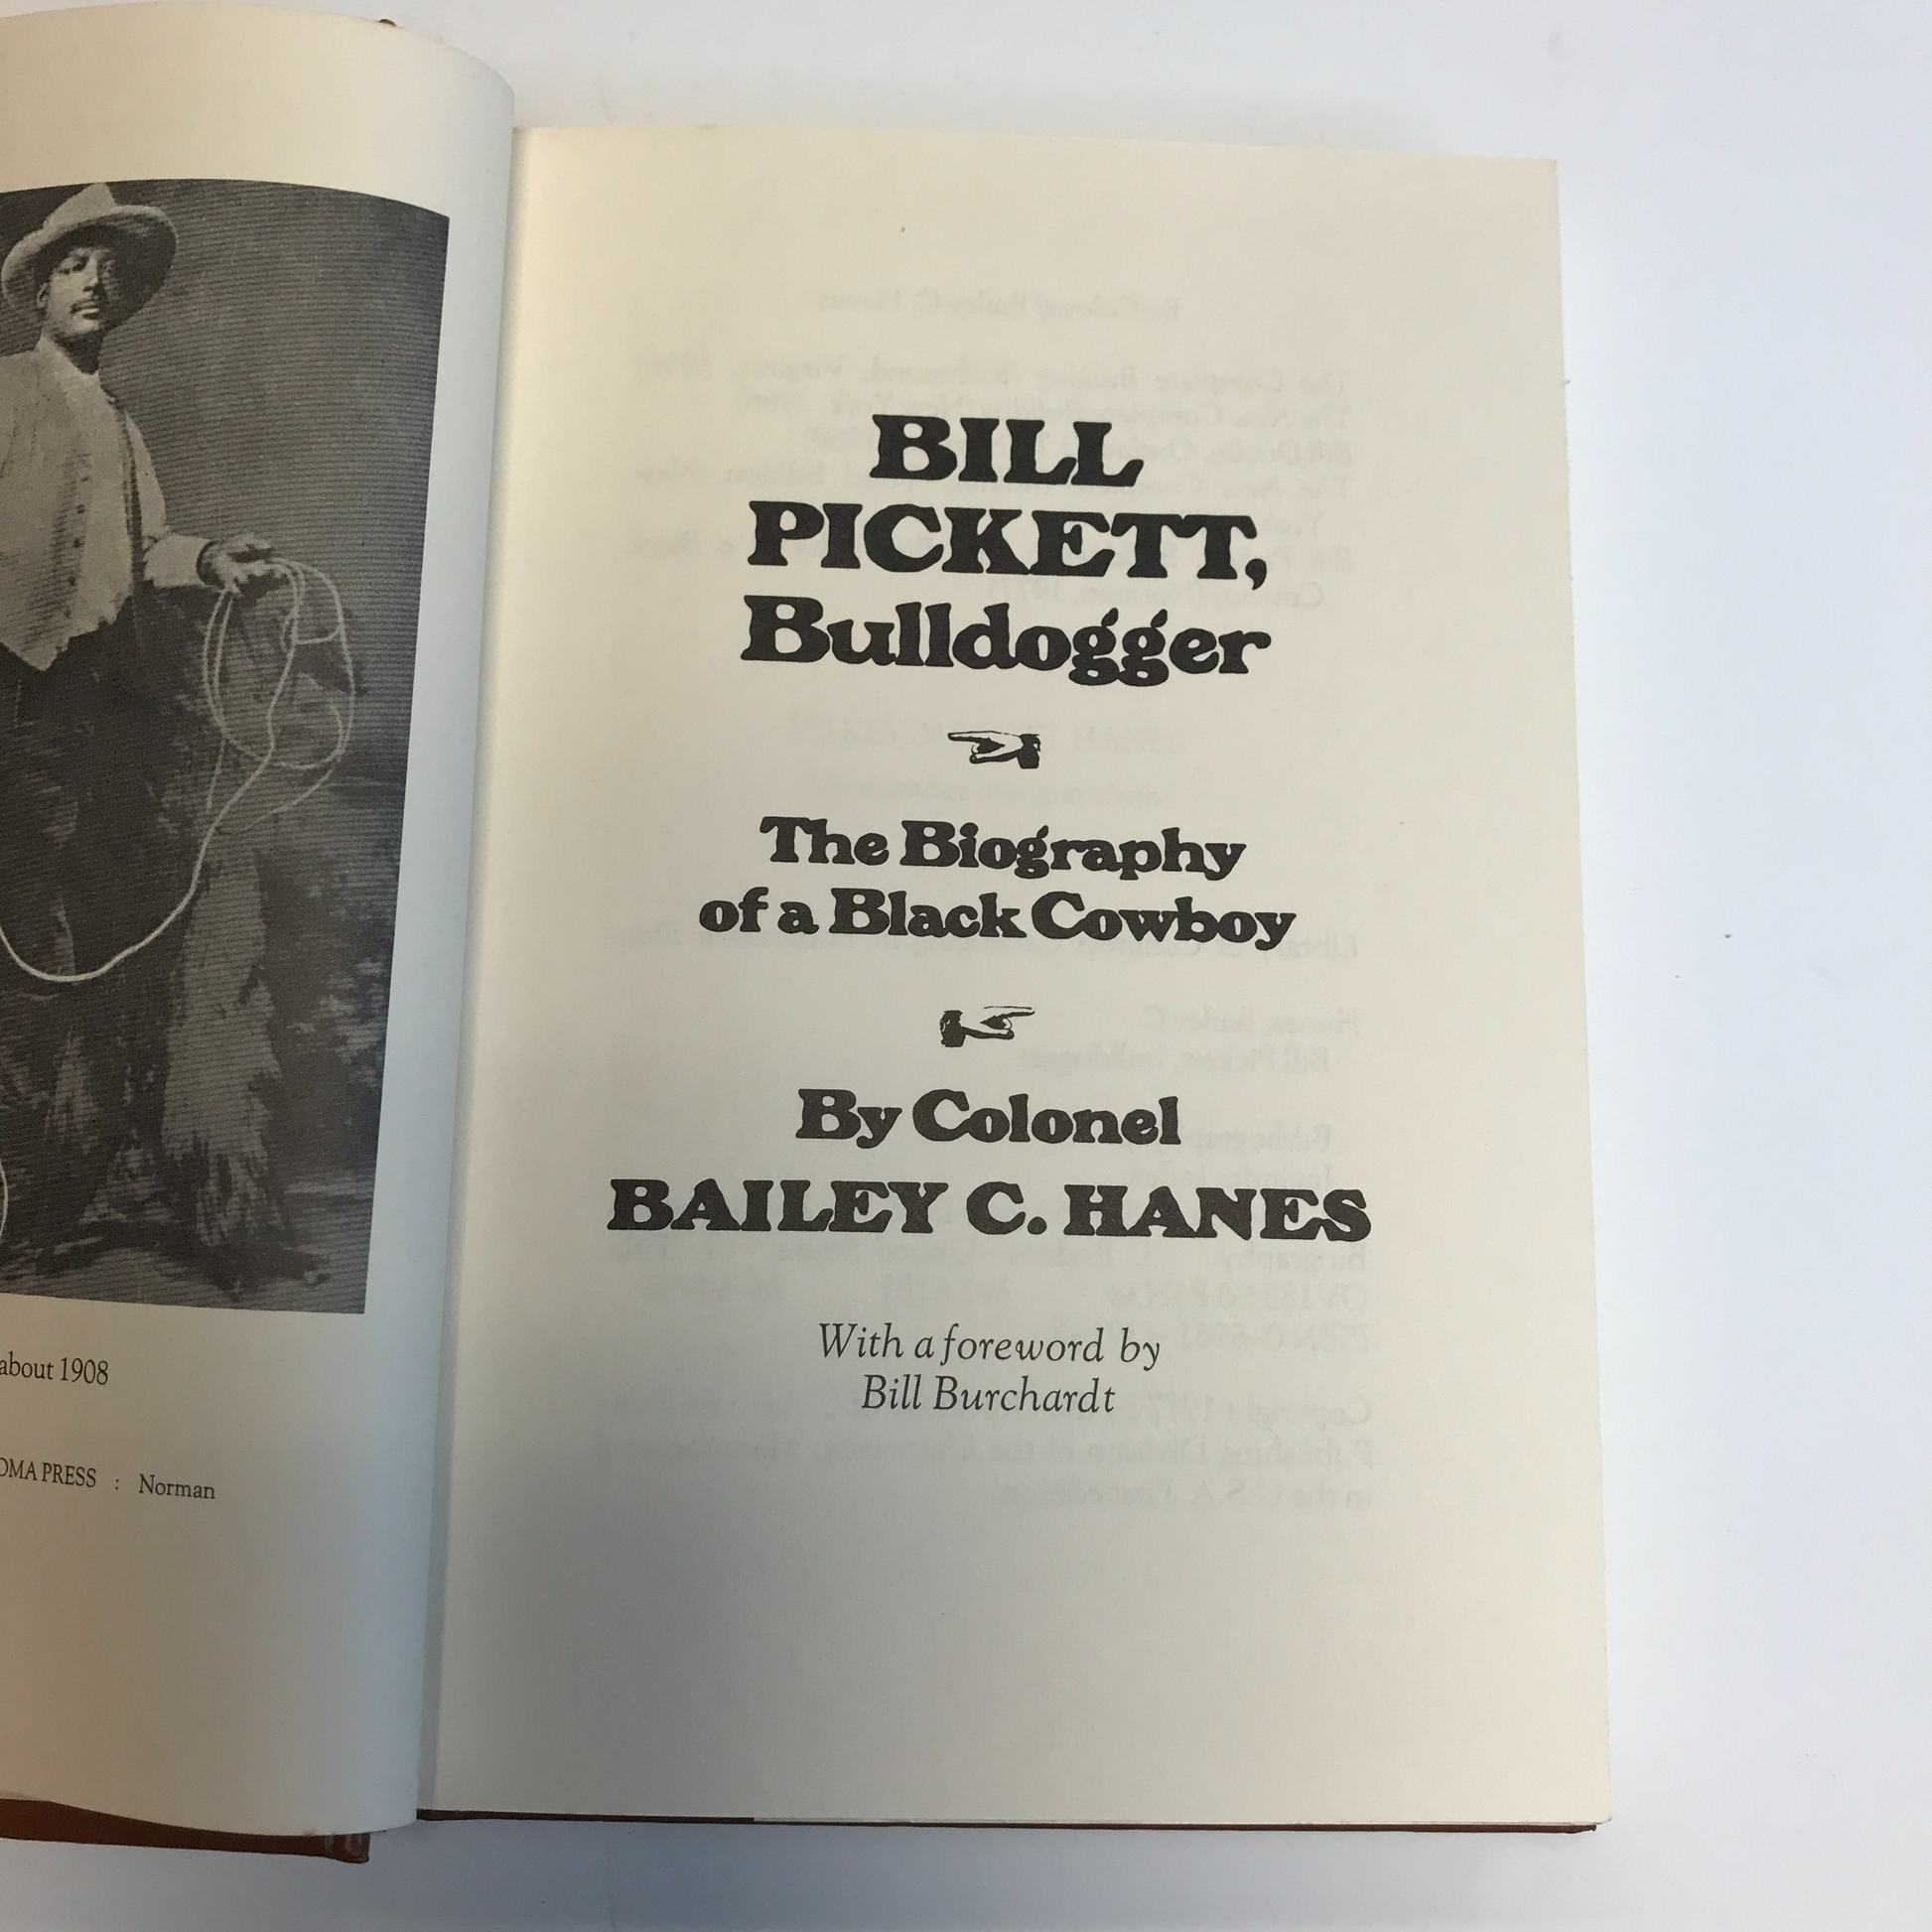 about 1908
OMA PRESS : Norman
BILL
PICKETT,
Bulldogger
The Biography
of a Black Cowboy
By Colonel
BAILEY C. HANES
With a foreword by
Bill Burchardt